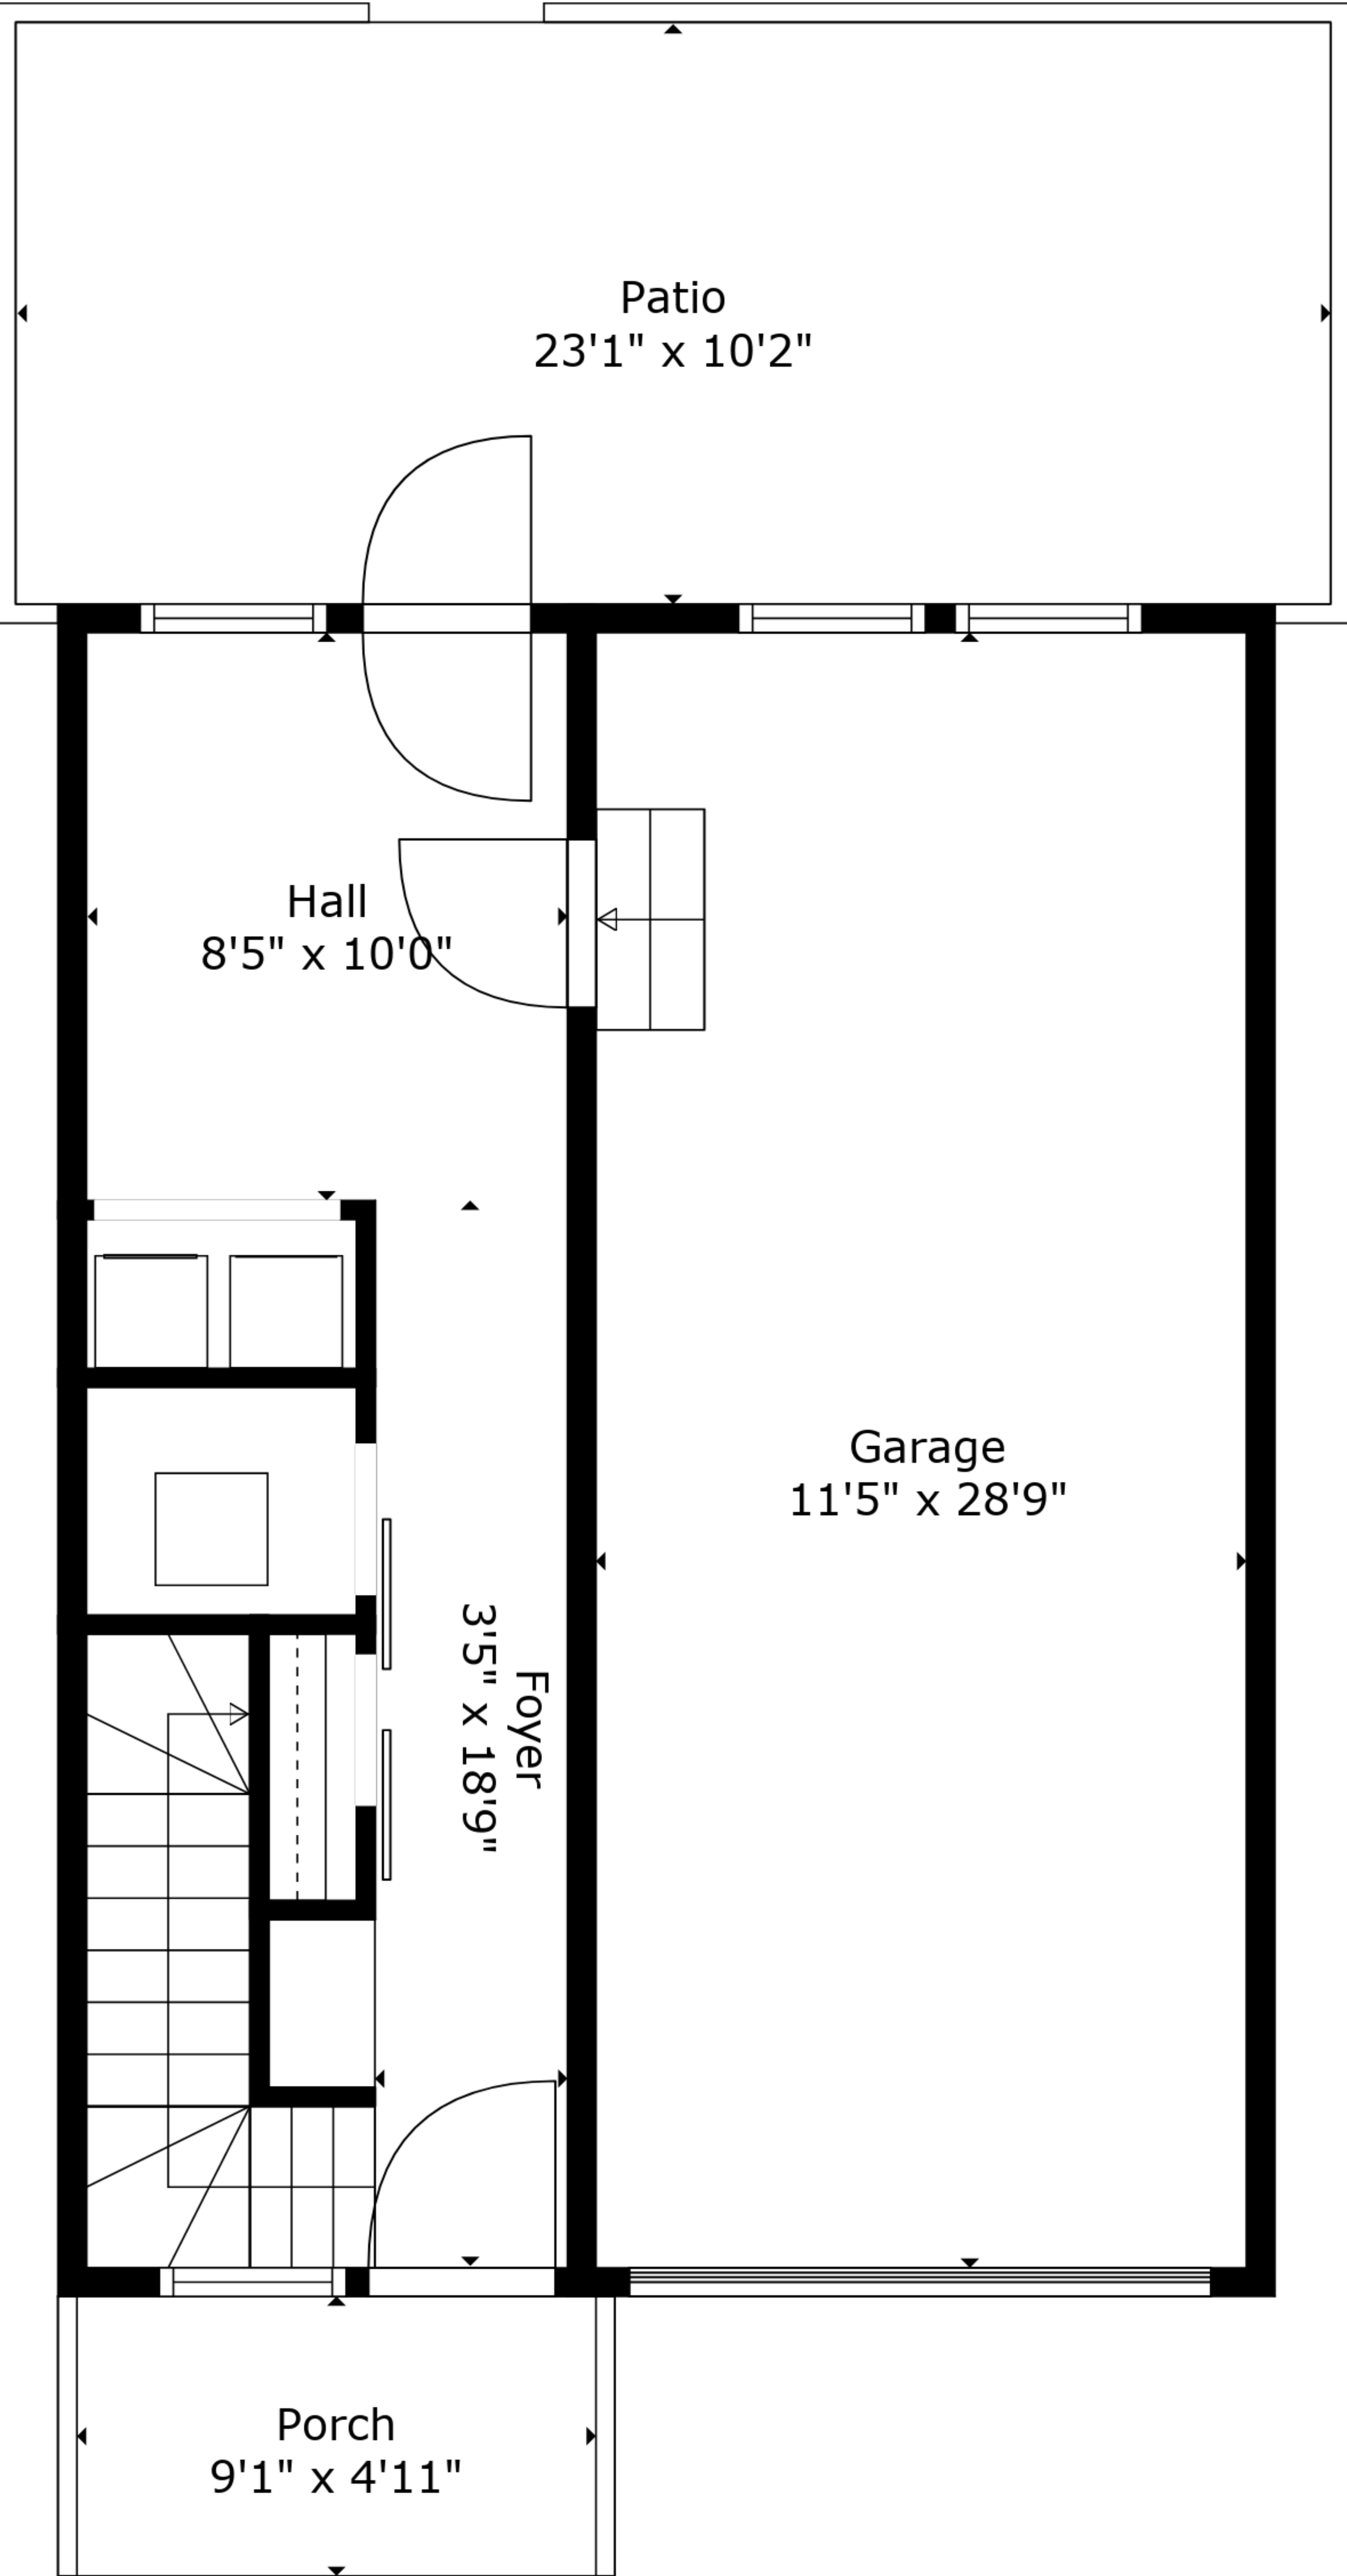 Patio
23'1" x 10'2"
Hall
8'5" x 10'0"
Garage
11'5" x 28'9"
Foyer
3'5" x 18'9"
Porch
9'1" x 4'11"